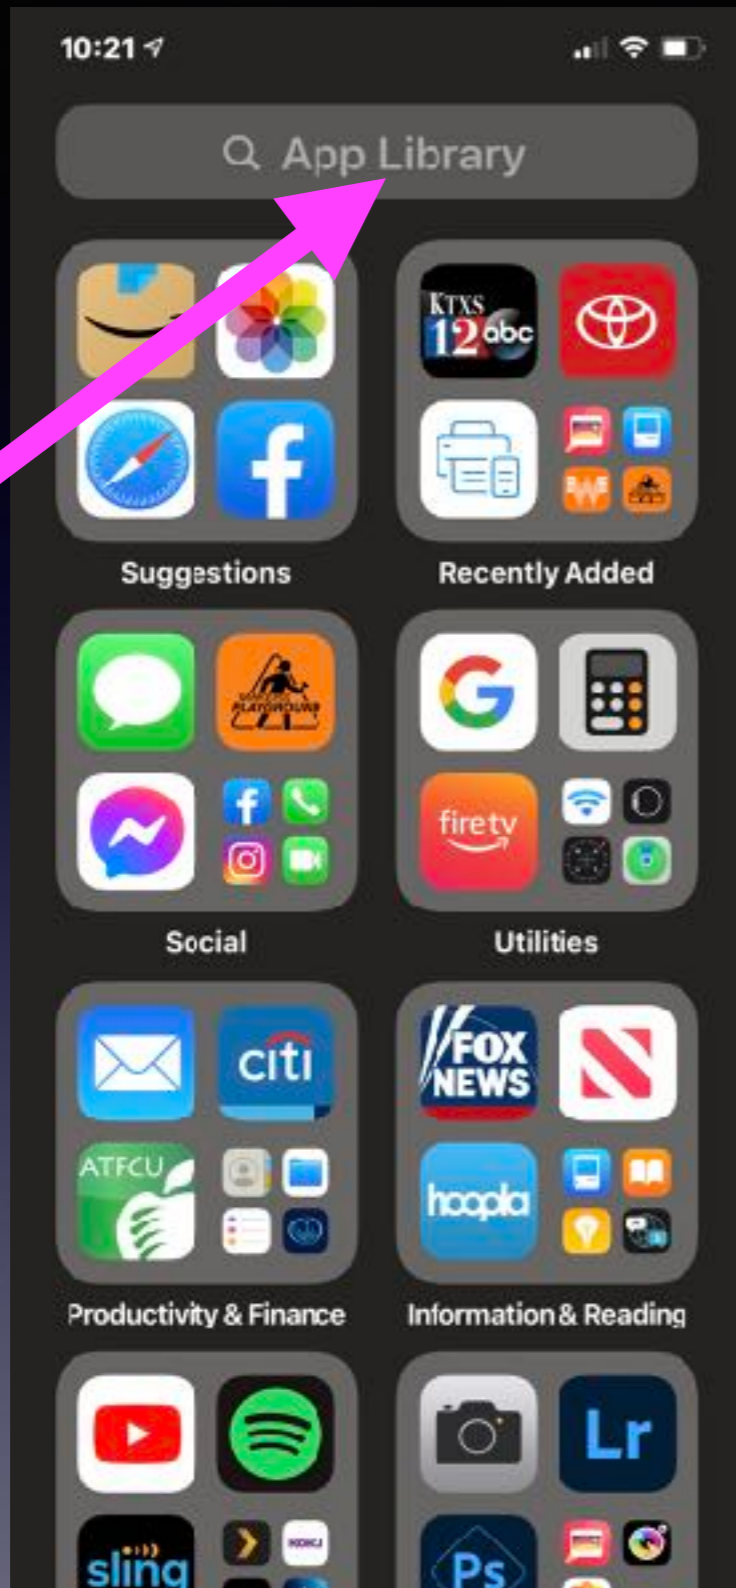 10:21
App Library
KTXS
12 abc
Suggestions
Recently Added
PLAYGROUND
fire tv
Social
Utilities
citi
FOX
NEWS
ATFCU
hoopla
Productivity & Finance
Information & Reading
Lr
sling
Ps